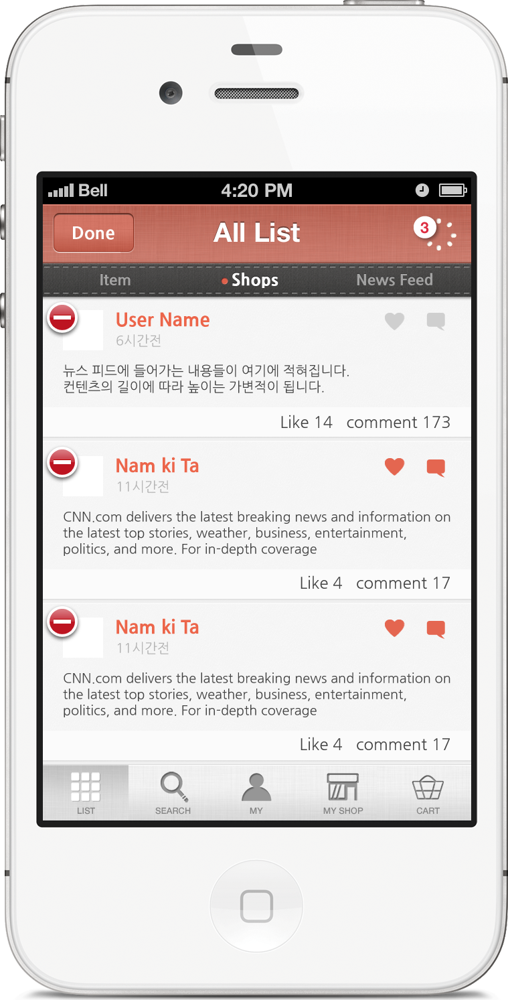 Bell 4:20 PM
Done All List 3
Item Shops News Feed
User Name
6시간전
뉴스 피드에 들어가는 내용들이 여기에 적혀집니다.
컨텐츠의 길이에 따라 높이는 가변적이 됩니다.
Like 14 comment 173
Nam ki Ta
11시간전
CNN.com delivers the latest breaking news and information on
the latest top stories, weather, business, entertainment,
politics, and more. For in-depth coverage
Like 4 comment 17
Nam ki Ta
11시간전
CNN.com delivers the latest breaking news and information on
the latest top stories, weather, business, entertainment,
politics, and more. For in-depth coverage
Like 4 comment 17
LIST SEARCH MY MY SHOP CART